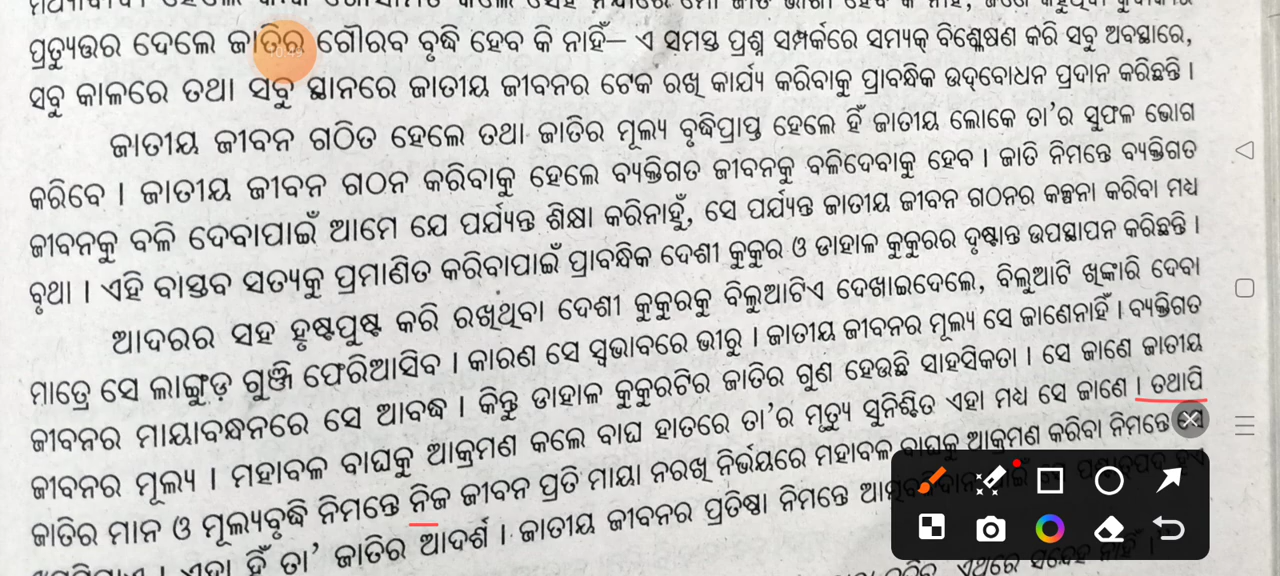 ପ୍ରତ୍ୟୁତ୍ତର ଦେଲେ ଜାତିର ଗୌରବ ବୃଦ୍ଧି ହେବ କି ନାହିଁ– ଏ ସମସ୍ତ ପ୍ରଶ୍ନ ସମ୍ପର୍କରେ ସମ୍ୟକ୍ ବିଶ୍ଳେଷଣ କରି ସବୁ ଅବସ୍ଥାରେ,
ସବୁ କାଳରେ ତଥା ସବୁ ସ୍ଥାନରେ ଜାତୀୟ ଜୀବନର ଟେକ ରଖି କାର୍ଯ୍ୟ କରିବାକୁ ପ୍ରାବନ୍ଧିକ ଉଦ୍‌ବୋଧନ ପ୍ରଦାନ କରିଛନ୍ତି ।
ଜାତୀୟ ଜୀବନ ଗଠିତ ହେଲେ ତଥା ଜାତିର ମୂଲ୍ୟ ବୃଦ୍ଧିପ୍ରାପ୍ତ ହେଲେ ହିଁ ଜାତୀୟ ଲୋକେ ତା’ର ସୁଫଳ ଭୋଗ
କରିବେ । ଜାତୀୟ ଜୀବନ ଗଠନ କରିବାକୁ ହେଲେ ବ୍ୟକ୍ତିଗତ ଜୀବନକୁ ବଳିଦେବାକୁ ହେବ । ଜାତି ନିମନ୍ତେ ବ୍ୟକ୍ତିଗତ
ଜୀବନକୁ ବଳି ଦେବାପାଇଁ ଆମେ ଯେ ପର୍ଯ୍ୟନ୍ତ ଶିକ୍ଷା କରିନାହୁଁ, ସେ ପର୍ଯ୍ୟନ୍ତ ଜାତୀୟ ଜୀବନ ଗଠନର କଳ୍ପନା କରିବା ମଧ୍ୟ
ବୃଥା । ଏହି ବାସ୍ତବ ସତ୍ୟକୁ ପ୍ରମାଣିତ କରିବାପାଇଁ ପ୍ରାବନ୍ଧିକ ଦେଶୀ କୁକୁର ଓ ଡାହାଳ କୁକୁରର ଦୃଷ୍ଟାନ୍ତ ଉପସ୍ଥାପନ କରିଛନ୍ତି ।
ଆଦରର ସହ ହୃଷ୍ଟପୁଷ୍ଟ କରି ରଖିଥିବା ଦେଶୀ କୁକୁରକୁ ବିଲୁଆଟିଏ ଦେଖାଇଦେଲେ, ବିଲୁଆଟି ଖିଙ୍କାରି ଦେବା
ମାତ୍ରେ ସେ ଲାଙ୍ଗୁଡ଼ ଗୁଞ୍ଜି ଫେରିଆସିବ । କାରଣ ସେ ସ୍ୱଭାବରେ ଭୀରୁ । ଜାତୀୟ ଜୀବନର ମୂଲ୍ୟ ସେ ଜାଣେନାହିଁ । ବ୍ୟକ୍ତିଗତ
ଜୀବନର ମାୟାବନ୍ଧନରେ ସେ ଆବଦ୍ଧ । କିନ୍ତୁ ଡାହାଳ କୁକୁରଟିର ଜାତିର ଗୁଣ ହେଉଛି ସାହସିକତା । ସେ ଜାଣେ ଜାତୀୟ
ଜୀବନର ମୂଲ୍ୟ । ମହାବଳ ବାଘକୁ ଆକ୍ରମଣ କଲେ ବାଘ ହାତରେ ତା’ର ମୃତ୍ୟୁ ସୁନିଶ୍ଚିତ ଏହା ମଧ୍ୟ ସେ ଜାଣେ । ତଥାପି
ଜାତିର ମାନ ଓ ମୂଲ୍ୟବୃଦ୍ଧି ନିମନ୍ତେ ନିଜ ଜୀବନ ପ୍ରତି ମାୟା ନରଖି ନିର୍ଭୟରେ ମହାବଳ ବାଘକୁ ଆକ୍ରମଣ କରିବା ନିମନ୍ତେ
ଏହା ହିଁ ତା’ ଜାତିର ଆଦର୍ଶ । ଜାତୀୟ ଜୀବନର ପ୍ରତିଷ୍ଠା ନିମନ୍ତେ